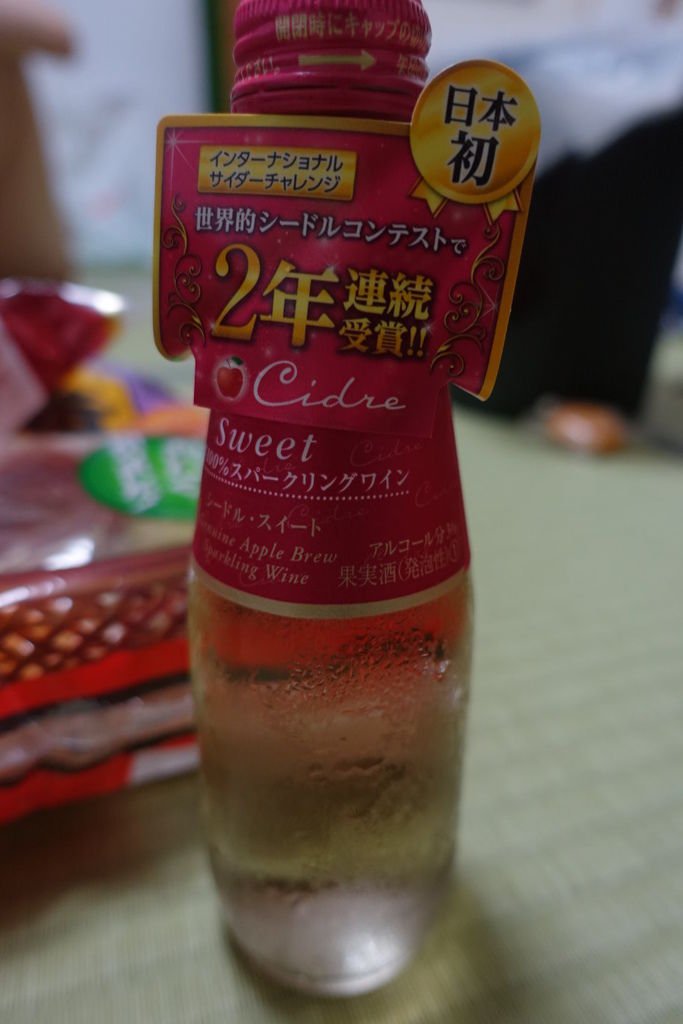 開閉時にキャップの
日本
初
インターナショナル
サイダーチャレンジ
世界的シードルコンテストで
2年連続
受賞!!
Cidre
Sweet
100%スパークリングワイン
シードル・スイート
Genuine Apple Brew
Sparkling Wine
アルコール分
果実酒(発泡性)①